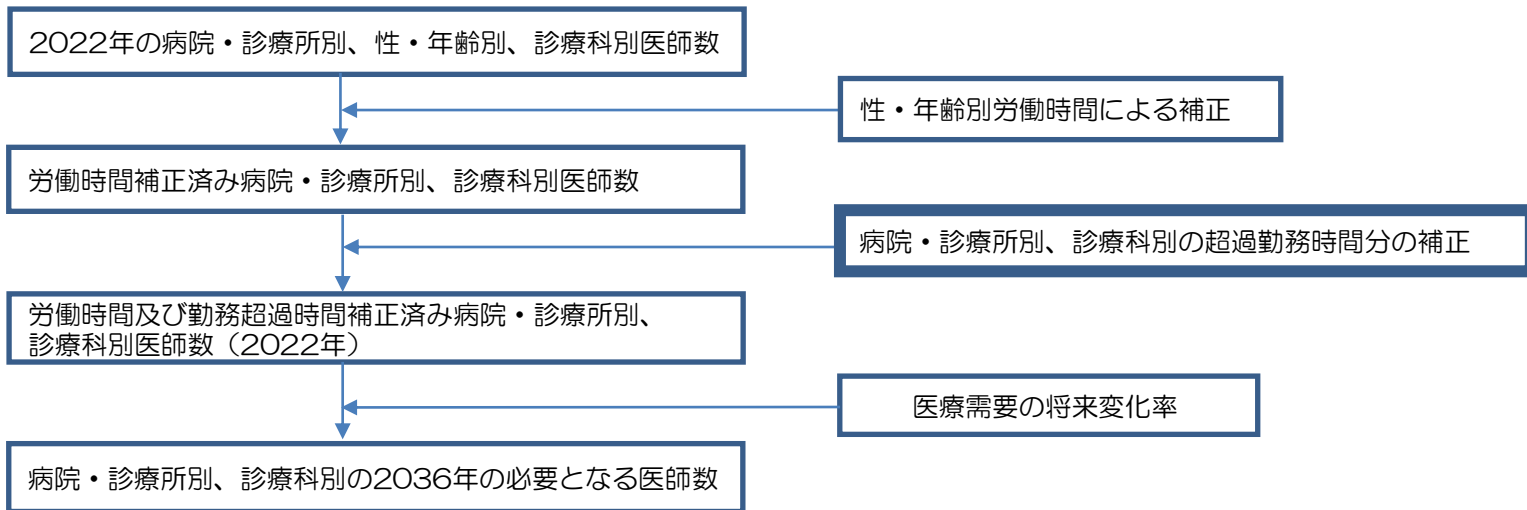 2022年の病院・診療所別、性・年齢別、診療科別医師数
性・年齢別労働時間による補正
労働時間補正済み病院・診療所別、診療科別医師数
病院・診療所別、診療科別の超過勤務時間分の補正
労働時間及び勤務超過時間補正済み病院・診療所別、
診療科別医師数（2022年）
医療需要の将来変化率
病院・診療所別、診療科別の2036年の必要となる医師数